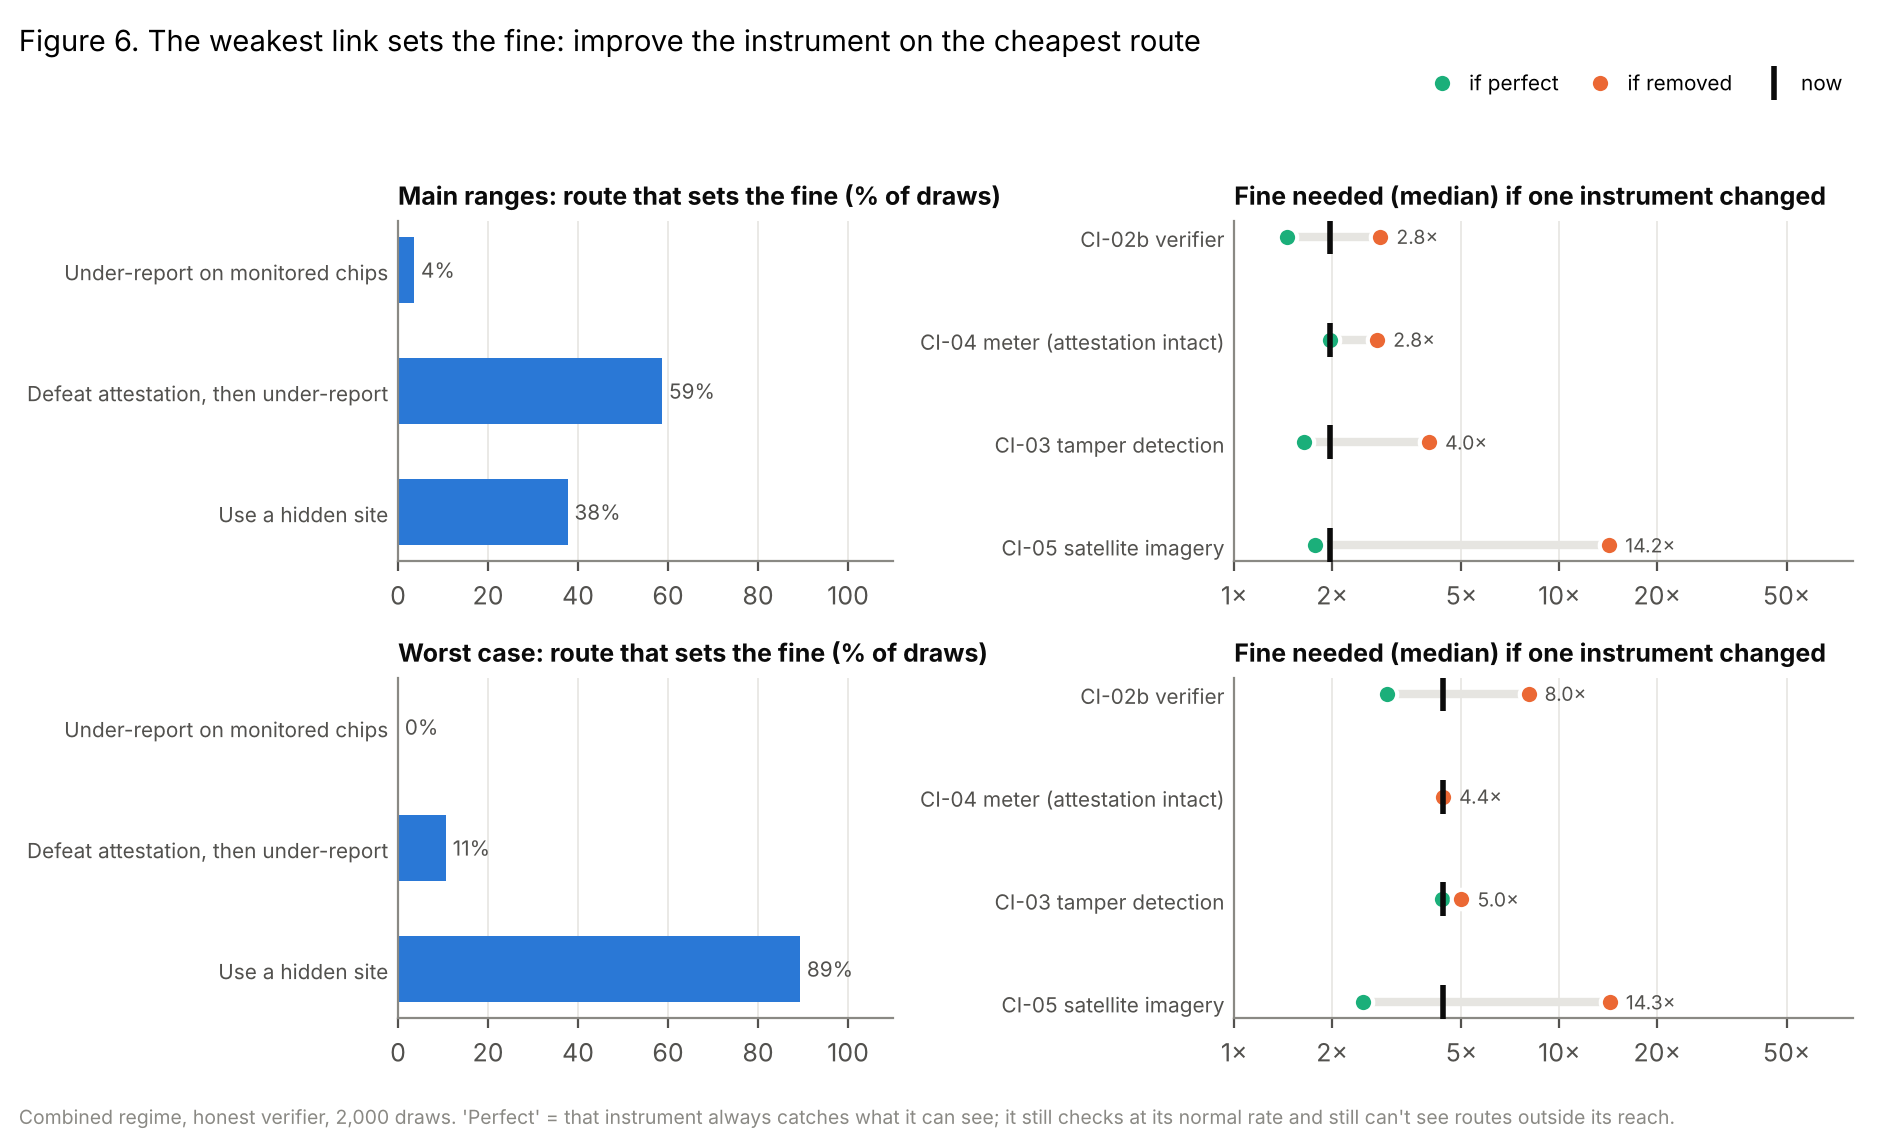 Figure 6. The weakest link sets the fine: improve the instrument on the cheapest route
if perfect
if removed
now
Main ranges: route that sets the fine (% of draws)
Under-report on monitored chips
4%
Defeat attestation, then under-report
59%
Use a hidden site
38%
0 20 40 60 80 100
Fine needed (median) if one instrument changed
CI-02b verifier
2.8×
CI-04 meter (attestation intact)
2.8×
CI-03 tamper detection
4.0×
CI-05 satellite imagery
14.2×
1× 2× 5× 10× 20× 50×
Worst case: route that sets the fine (% of draws)
Under-report on monitored chips
0%
Defeat attestation, then under-report
11%
Use a hidden site
89%
0 20 40 60 80 100
Fine needed (median) if one instrument changed
CI-02b verifier
8.0×
CI-04 meter (attestation intact)
4.4×
CI-03 tamper detection
5.0×
CI-05 satellite imagery
14.3×
1× 2× 5× 10× 20× 50×
Combined regime, honest verifier, 2,000 draws. 'Perfect' = that instrument always catches what it can see; it still checks at its normal rate and still can't see routes outside its reach.